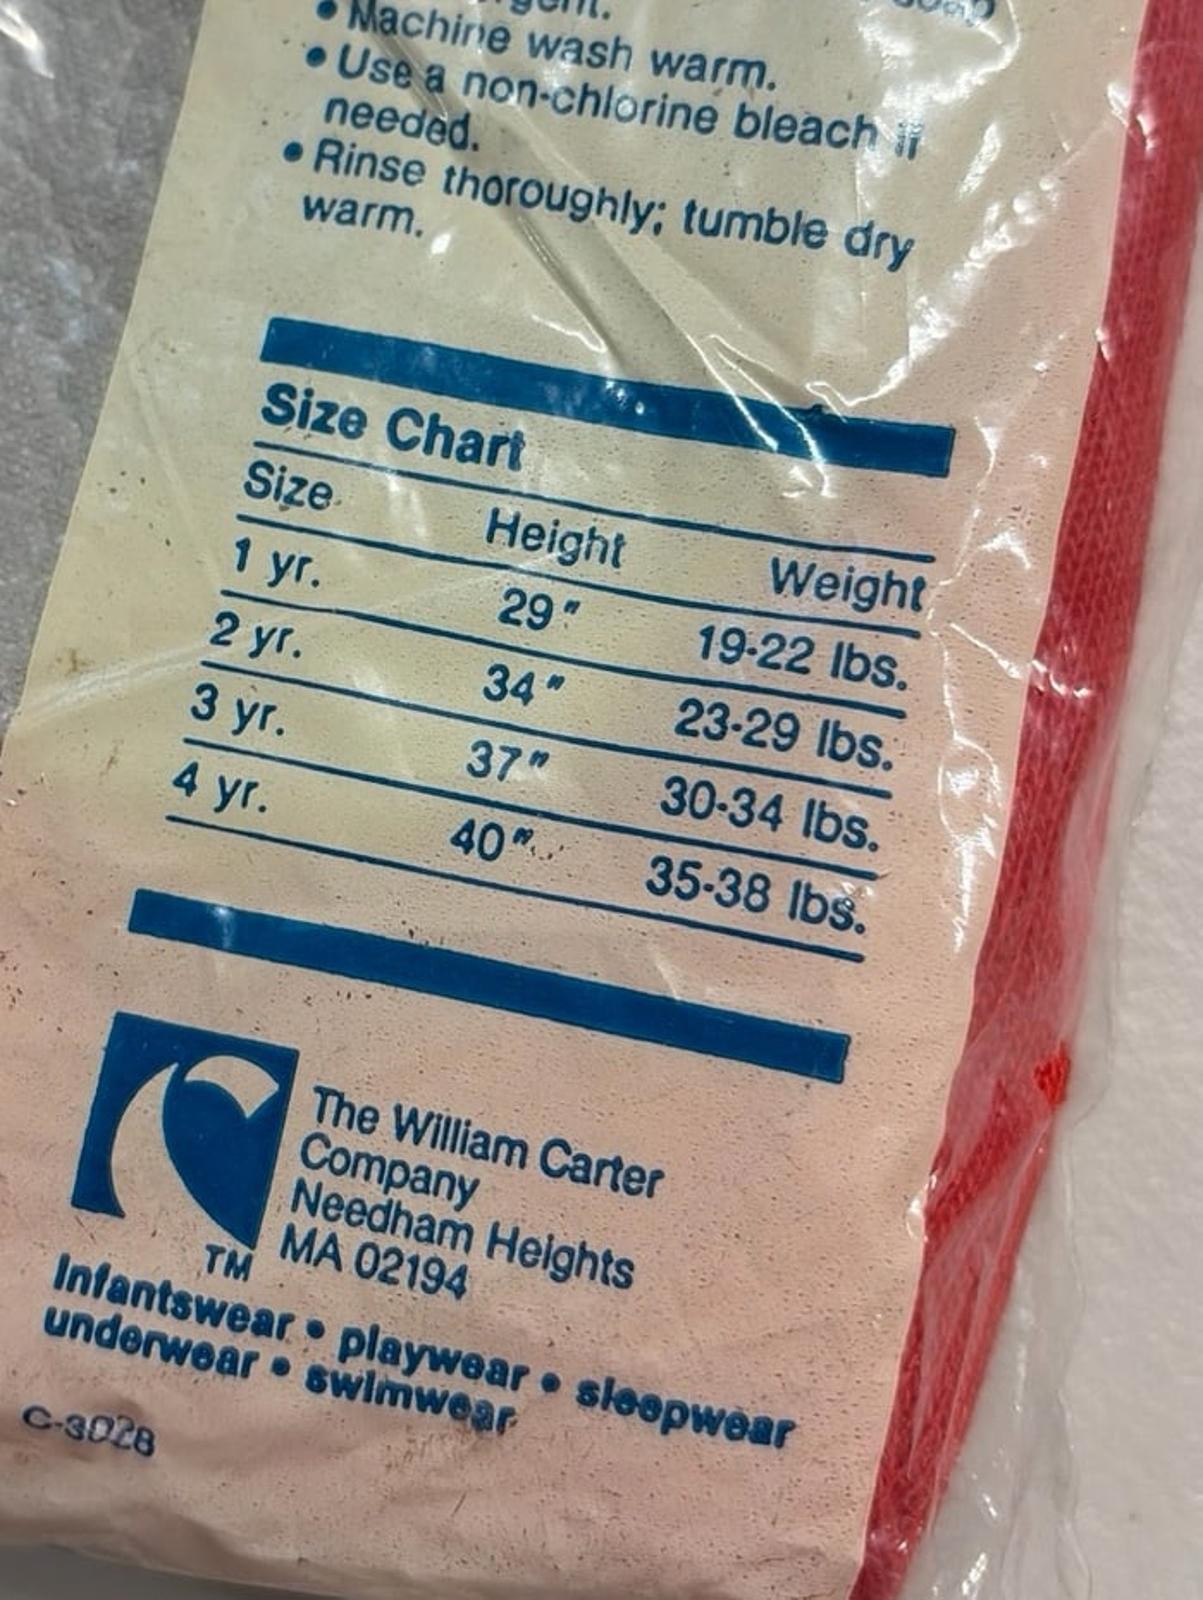 • Machine wash warm.
• Use a non-chlorine bleach if
needed.
• Rinse thoroughly; tumble dry
warm.
Size Chart
Size Height Weight
1 yr. 29" 19-22 lbs.
2 yr. 34" 23-29 lbs.
3 yr. 37" 30-34 lbs.
4 yr. 40" 35-38 lbs.
The William Carter
Company
Needham Heights
MA 02194
TM
Infantswear • playwear • sleepwear
underwear • swimwear
C-3028